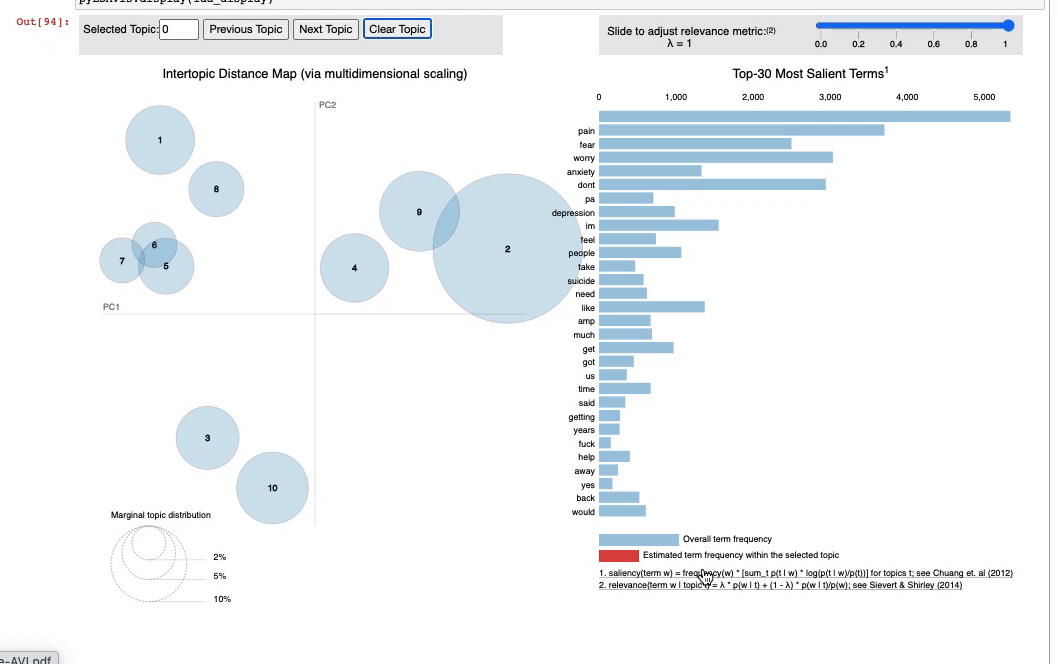 pyLDAvis.display(lda_display)
Out[94]:
Selected Topic: 0 Previous Topic Next Topic Clear Topic
Slide to adjust relevance metric:(2)
λ = 1
0.0 0.2 0.4 0.6 0.8 1
Intertopic Distance Map (via multidimensional scaling)
PC2
PC1
1
8
6
7
5
9
2
4
3
10
Marginal topic distribution
2%
5%
10%
Top-30 Most Salient Terms1
0 1,000 2,000 3,000 4,000 5,000
pain
fear
worry
anxiety
dont
pa
depression
im
feel
people
take
suicide
need
like
amp
much
get
got
us
time
said
getting
years
fuck
help
away
yes
back
would
Overall term frequency
Estimated term frequency within the selected topic
1. saliency(term w) = frequency(w) * [sum_t p(t | w) * log(p(t | w)/p(t))] for topics t; see Chuang et. al (2012)
2. relevance(term w | topic t) = λ * p(w | t) + (1 - λ) * p(w | t)/p(w); see Sievert & Shirley (2014)
e-AVI.pdf